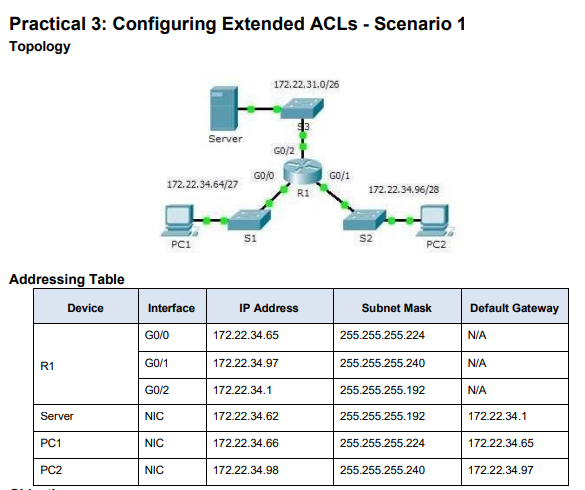 Practical 3: Configuring Extended ACLs - Scenario 1
Topology
172.22.31.0/26
S3
Server
G0/2
G0/0
G0/1
R1
172.22.34.64/27
172.22.34.96/28
PC1
S1
S2
PC2
Addressing Table
Device Interface IP Address Subnet Mask Default Gateway
R1
G0/0 172.22.34.65 255.255.255.224 N/A
G0/1 172.22.34.97 255.255.255.240 N/A
G0/2 172.22.34.1 255.255.255.192 N/A
Server NIC 172.22.34.62 255.255.255.192 172.22.34.1
PC1 NIC 172.22.34.66 255.255.255.224 172.22.34.65
PC2 NIC 172.22.34.98 255.255.255.240 172.22.34.97